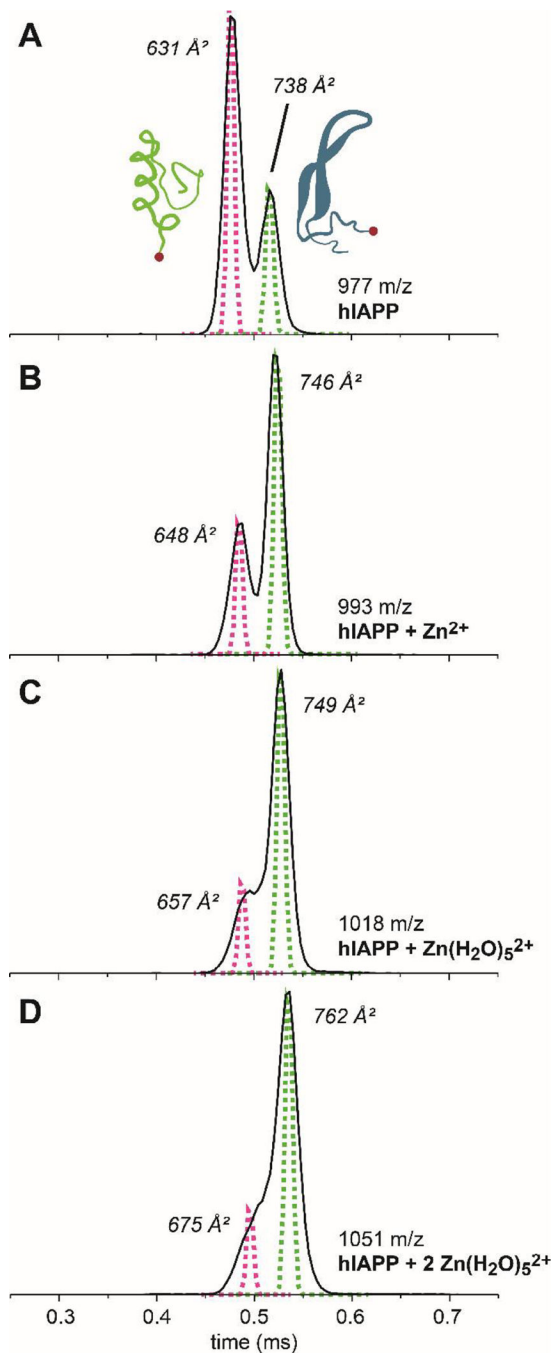 A
631 Å²
738 Å²
977 m/z
hIAPP
B
746 Å²
648 Å²
993 m/z
hIAPP + Zn²⁺
C
749 Å²
657 Å²
1018 m/z
hIAPP + Zn(H₂O)₅²⁺
D
762 Å²
675 Å²
1051 m/z
hIAPP + 2 Zn(H₂O)₅²⁺
0.3 0.4 0.5 0.6 0.7
time (ms)